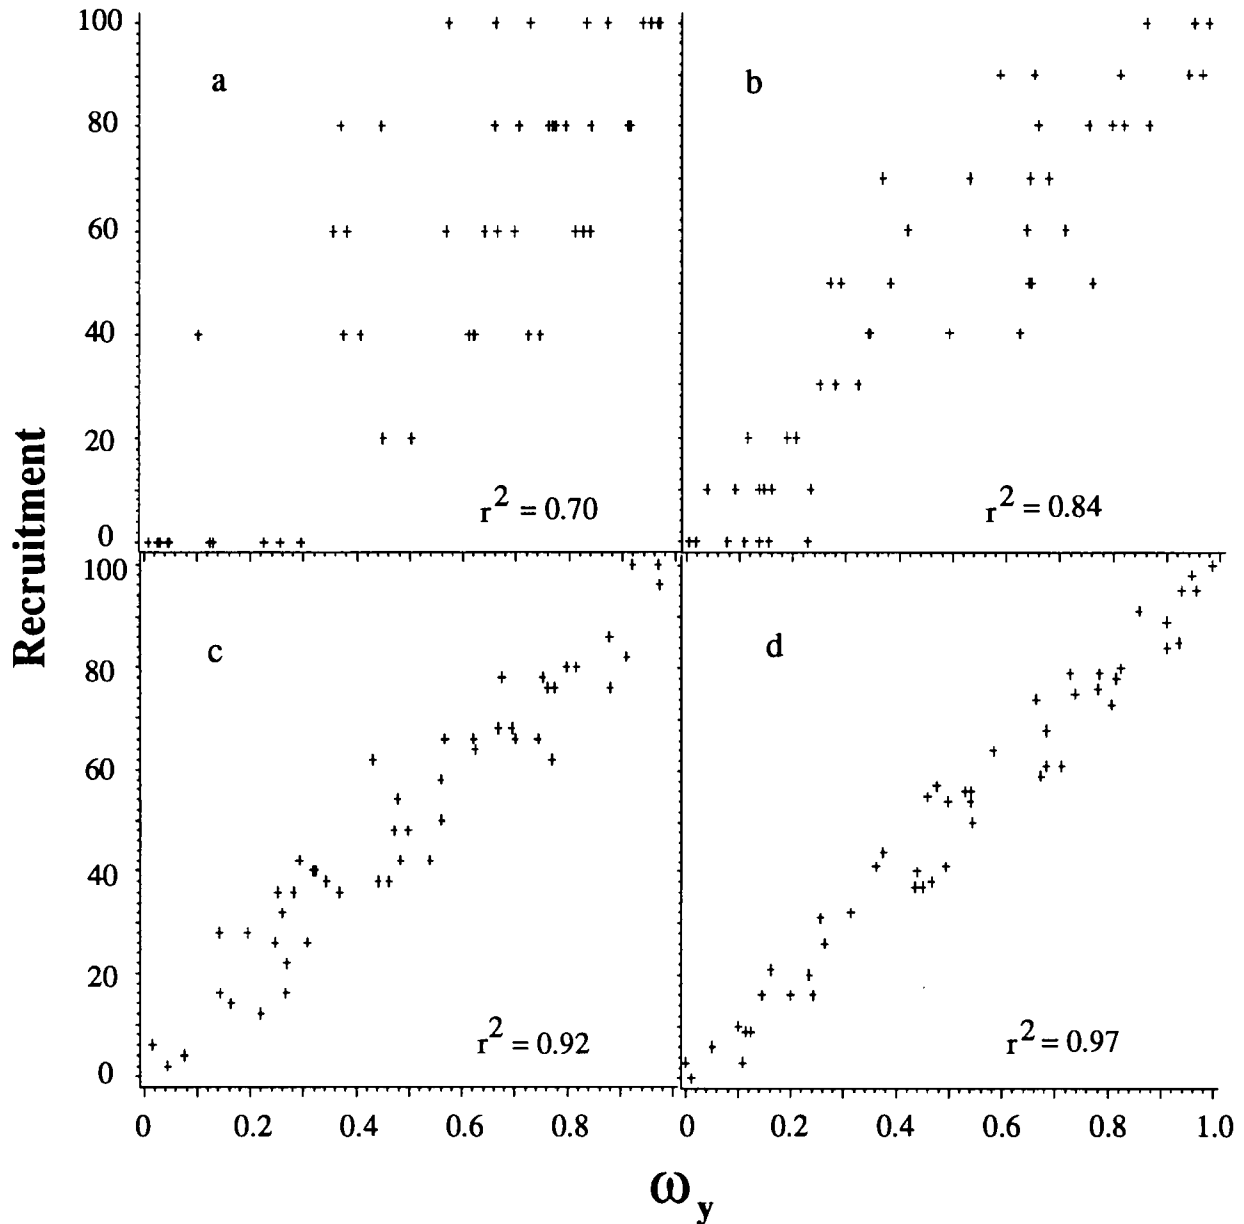 100
a
b
80
60
40
20
r² = 0.70
r² = 0.84
0
Recruitment
100
c
d
80
60
40
20
r² = 0.92
r² = 0.97
0
0 0.2 0.4 0.6 0.8 0 0.2 0.4 0.6 0.8 1.0
ω_y